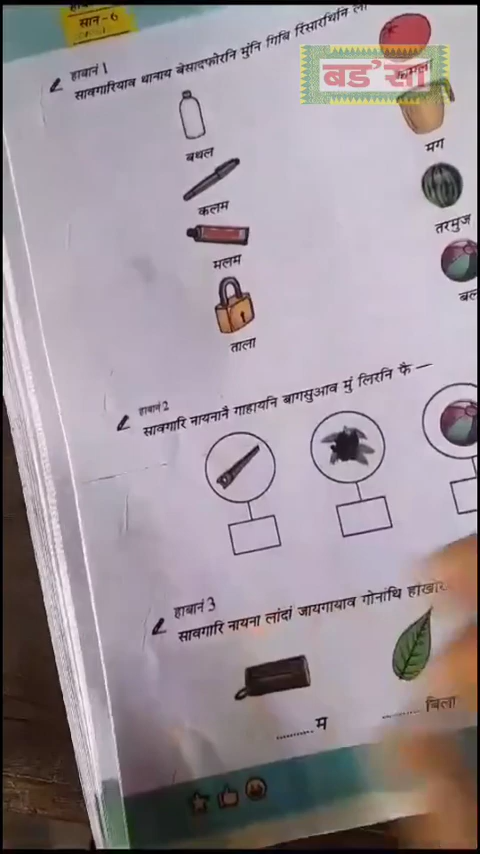 सान - 6
हाबानं 1
सावगारियाव थानाय बेसादफोरनि मुंनि गिबि रिंसारथिनि
बड'सा
कमला
बथल
मग
कलम
तरमुज
मलम
बल
ताला
हाबानं 2
सावगारि नायनानै गाहायनि बागसुआव मुं लिरनि फै —
हाबानं 3
सावगारि नायना लांदां जायगायाव गोनांथि हांखो
.......... म
.......... बिला